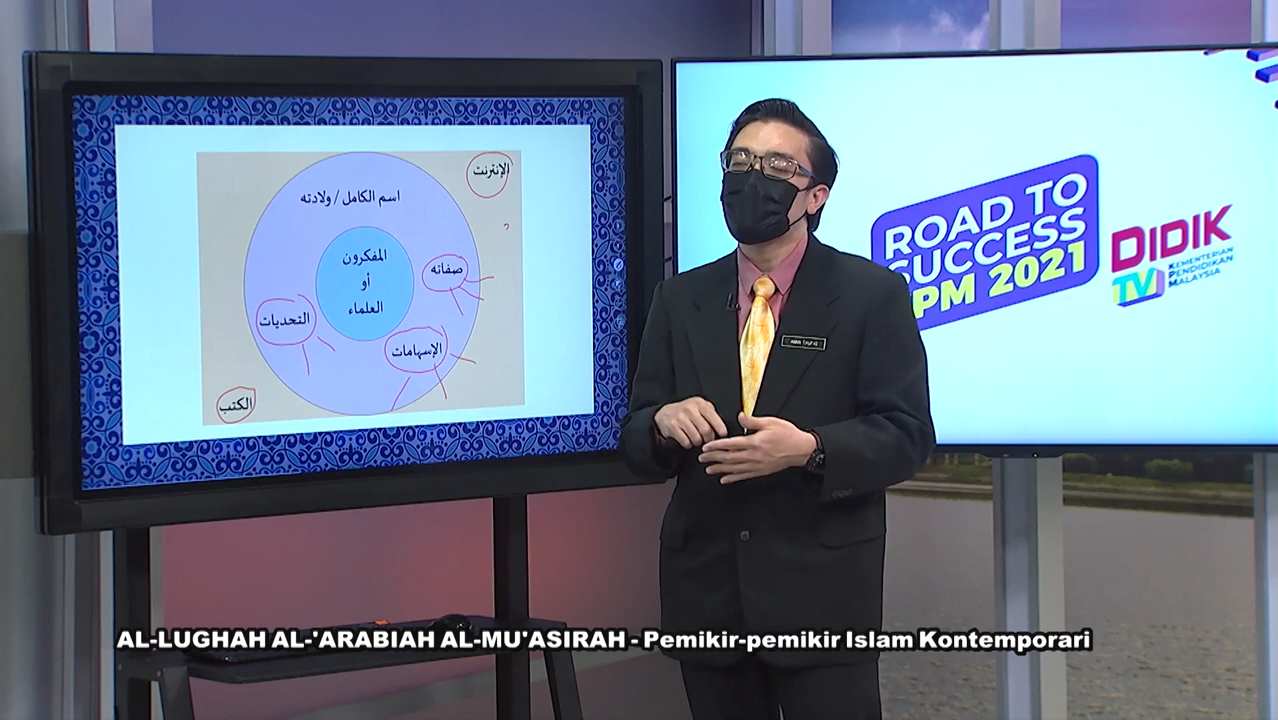 الإنترنت
اسم الكامل / ولادته
المفكرون
أو
العلماء
صفاته
التحديات
الإسهامات
الكتب
ROAD TO
SUCCESS
PM 2021
DIDIK
TV
KEMENTERIAN
PENDIDIKAN
MALAYSIA
AL-LUGHAH AL-'ARABIAH AL-MU'ASIRAH - Pemikir-pemikir Islam Kontemporari